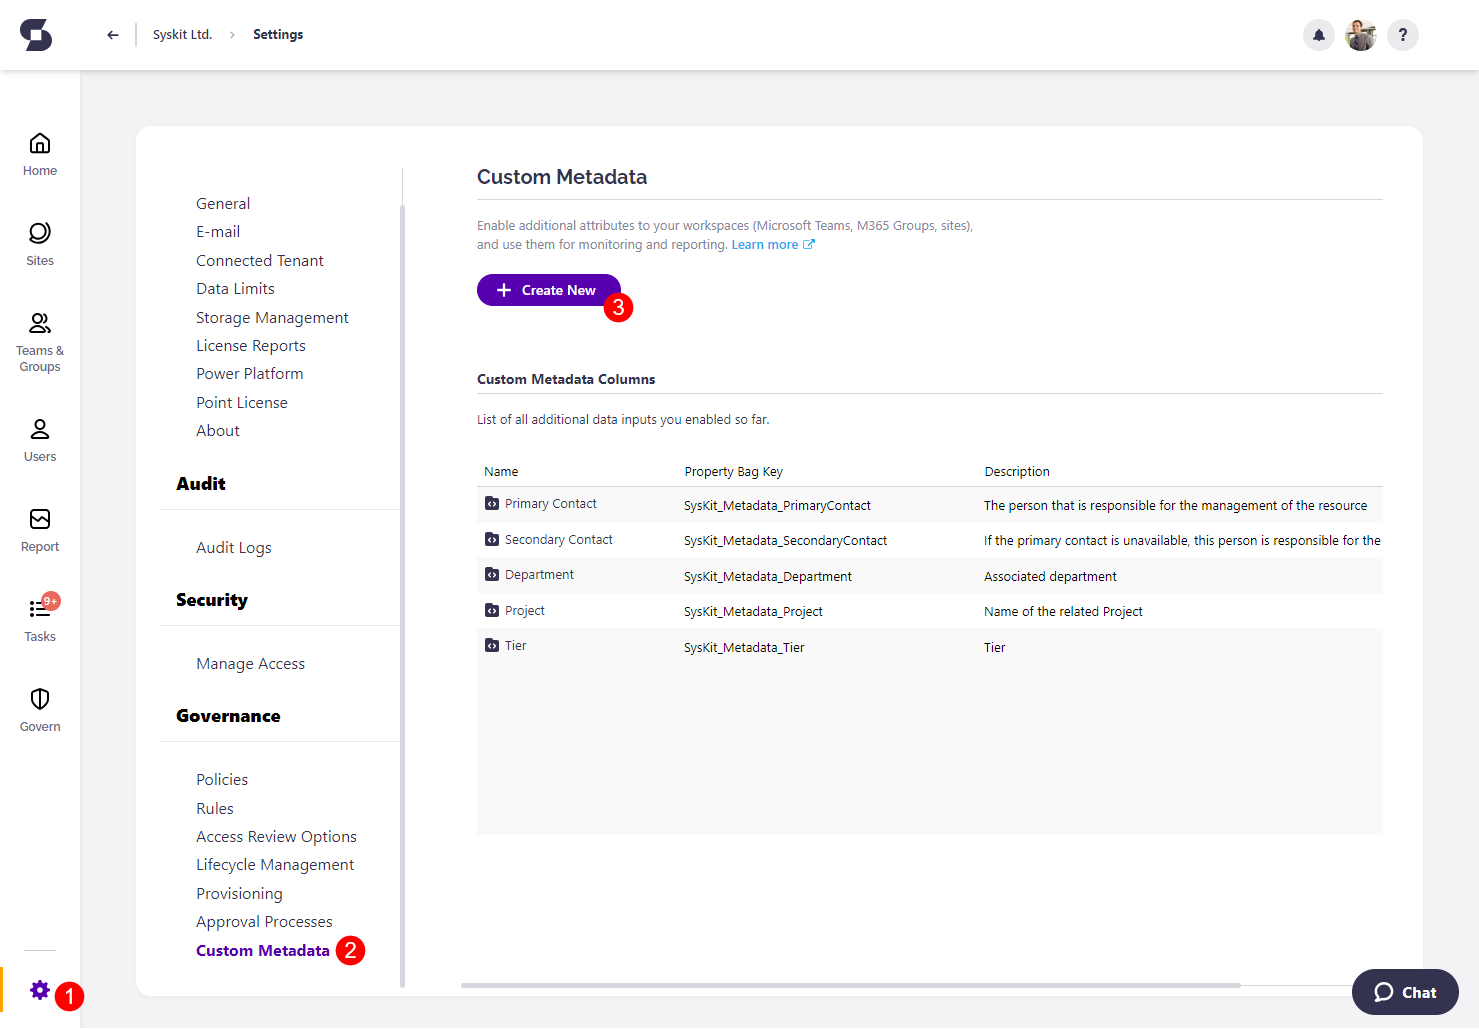 Syskit Ltd. > Settings
?
Home
Sites
Teams &
Groups
Users
Report
9+
Tasks
Govern
1
General
E-mail
Connected Tenant
Data Limits
Storage Management
License Reports
Power Platform
Point License
About
Audit
Audit Logs
Security
Manage Access
Governance
Policies
Rules
Access Review Options
Lifecycle Management
Provisioning
Approval Processes
Custom Metadata 2
Custom Metadata
Enable additional attributes to your workspaces (Microsoft Teams, M365 Groups, sites),
and use them for monitoring and reporting. Learn more
+ Create New
3
Custom Metadata Columns
List of all additional data inputs you enabled so far.
Name Property Bag Key Description
Primary Contact SysKit_Metadata_PrimaryContact The person that is responsible for the management of the resource
Secondary Contact SysKit_Metadata_SecondaryContact If the primary contact is unavailable, this person is responsible for the
Department SysKit_Metadata_Department Associated department
Project SysKit_Metadata_Project Name of the related Project
Tier SysKit_Metadata_Tier Tier
Chat